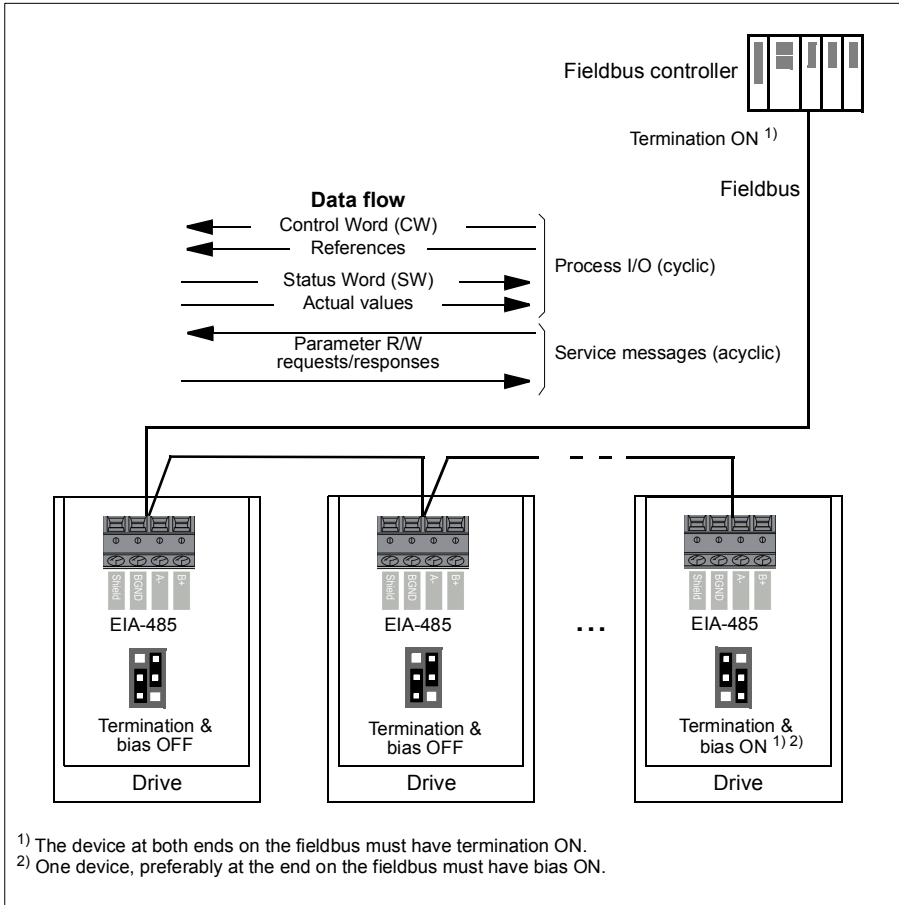 Fieldbus controller
Termination ON 1)
Fieldbus
Data flow
Control Word (CW)
References
Status Word (SW)
Actual values
Process I/O (cyclic)
Parameter R/W
requests/responses
Service messages (acyclic)
Shield
BGND
A-
B+
EIA-485
Termination &
bias OFF
Drive
Shield
BGND
A-
B+
EIA-485
Termination &
bias OFF
Drive
...
Shield
BGND
A-
B+
EIA-485
Termination &
bias ON 1) 2)
Drive
1) The device at both ends on the fieldbus must have termination ON.
2) One device, preferably at the end on the fieldbus must have bias ON.